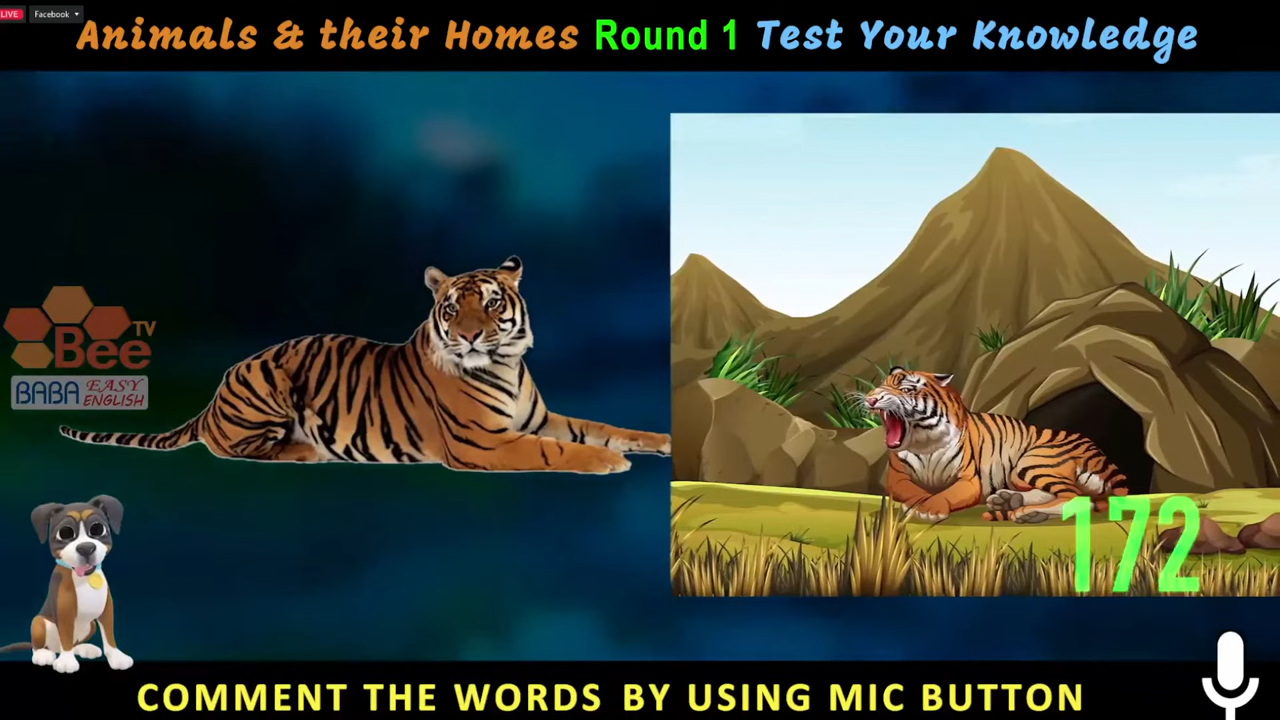 LIVE
Facebook
Animals & their Homes Round 1 Test Your Knowledge
Bee TV
BABA EASY ENGLISH
172
COMMENT THE WORDS BY USING MIC BUTTON